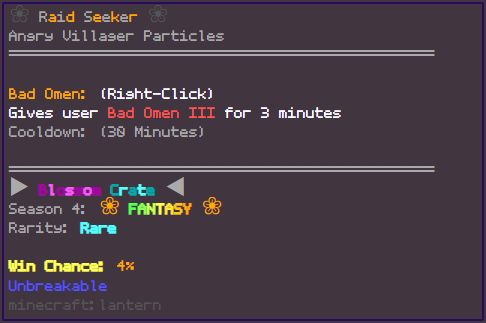 ❀ Raid Seeker ❀
Angry Villager Particles
Bad Omen: (Right-Click)
Gives user Bad Omen III for 3 minutes
Cooldown: (30 Minutes)
▶ Blossom Crate ◀
Season 4: ❀ FANTASY ❀
Rarity: Rare
Win Chance: 4%
Unbreakable
minecraft:lantern